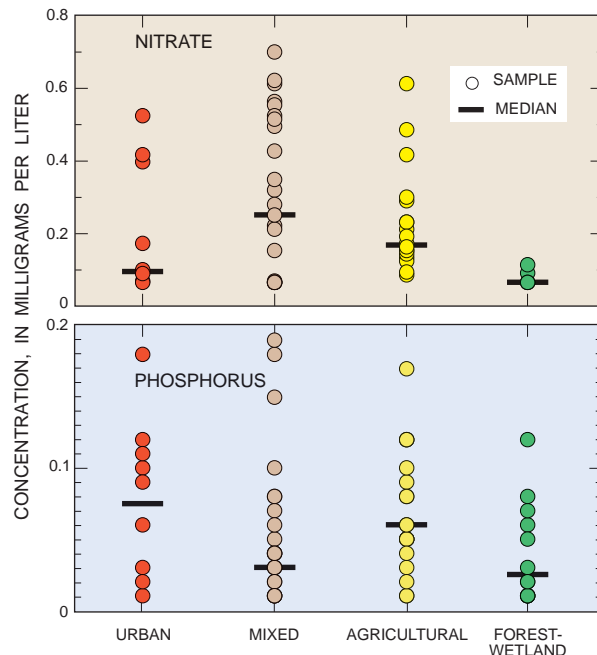 CONCENTRATION, IN MILLIGRAMS PER LITER
0.8
0.6
0.4
0.2
0
NITRATE
SAMPLE
MEDIAN
0.2
0.1
0
PHOSPHORUS
URBAN
MIXED
AGRICULTURAL
FOREST-
WETLAND